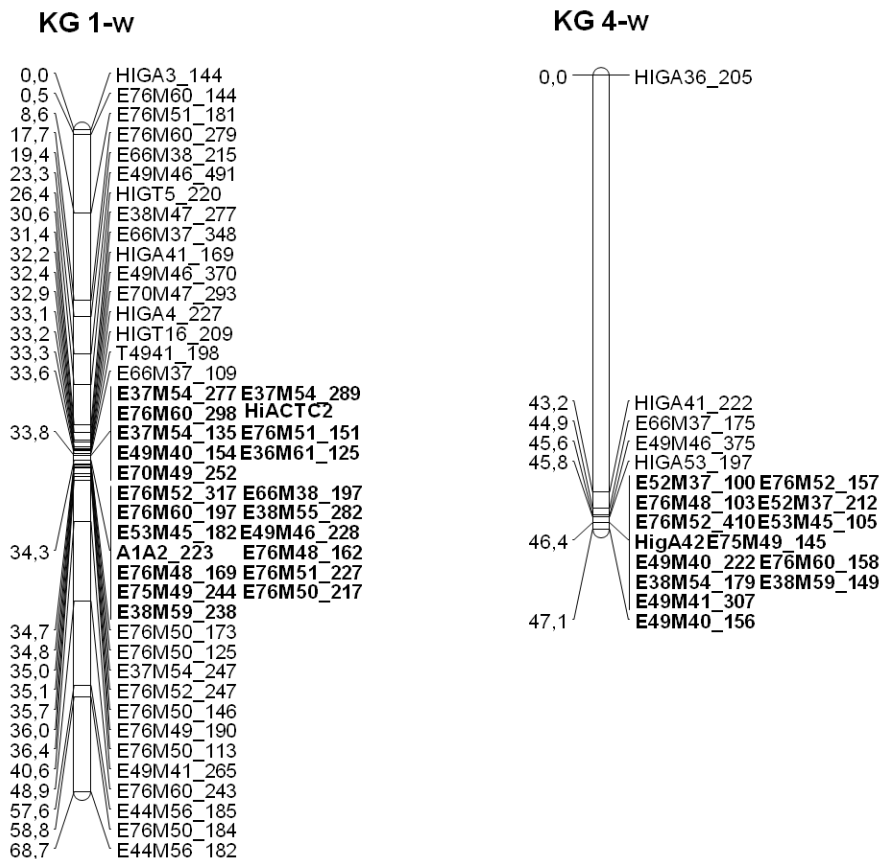 KG 1-w
0,0 HIGA3_144
0,5 E76M60_144
8,6 E76M51_181
17,7 E76M60_279
19,4 E66M38_215
23,3 E49M46_491
26,4 HIGT5_220
30,6 E38M47_277
31,4 E66M37_348
32,2 HIGA41_169
32,4 E49M46_370
32,9 E70M47_293
33,1 HIGA4_227
33,2 HIGT16_209
33,3 T4941_198
33,6 E66M37_109
E37M54_277 E37M54_289
E76M60_298 HiACTC2
33,8 E37M54_135 E76M51_151
E49M40_154 E36M61_125
E70M49_252
E76M52_317 E66M38_197
E76M60_197 E38M55_282
E53M45_182 E49M46_228
34,3 A1A2_223 E76M48_162
E76M48_169 E76M51_227
E75M49_244 E76M50_217
E38M59_238
34,7 E76M50_173
34,8 E76M50_125
35,0 E37M54_247
35,1 E76M52_247
35,7 E76M50_146
36,0 E76M49_190
36,4 E76M50_113
40,6 E49M41_265
48,9 E76M60_243
57,6 E44M56_185
58,8 E76M50_184
68,7 E44M56_182
KG 4-w
0,0 HIGA36_205
43,2 HIGA41_222
44,9 E66M37_175
45,6 E49M46_375
45,8 HIGA53_197
E52M37_100 E76M52_157
E76M48_103 E52M37_212
E76M52_410 E53M45_105
46,4 HigA42 E75M49_145
E49M40_222 E76M60_158
E38M54_179 E38M59_149
E49M41_307
47,1 E49M40_156